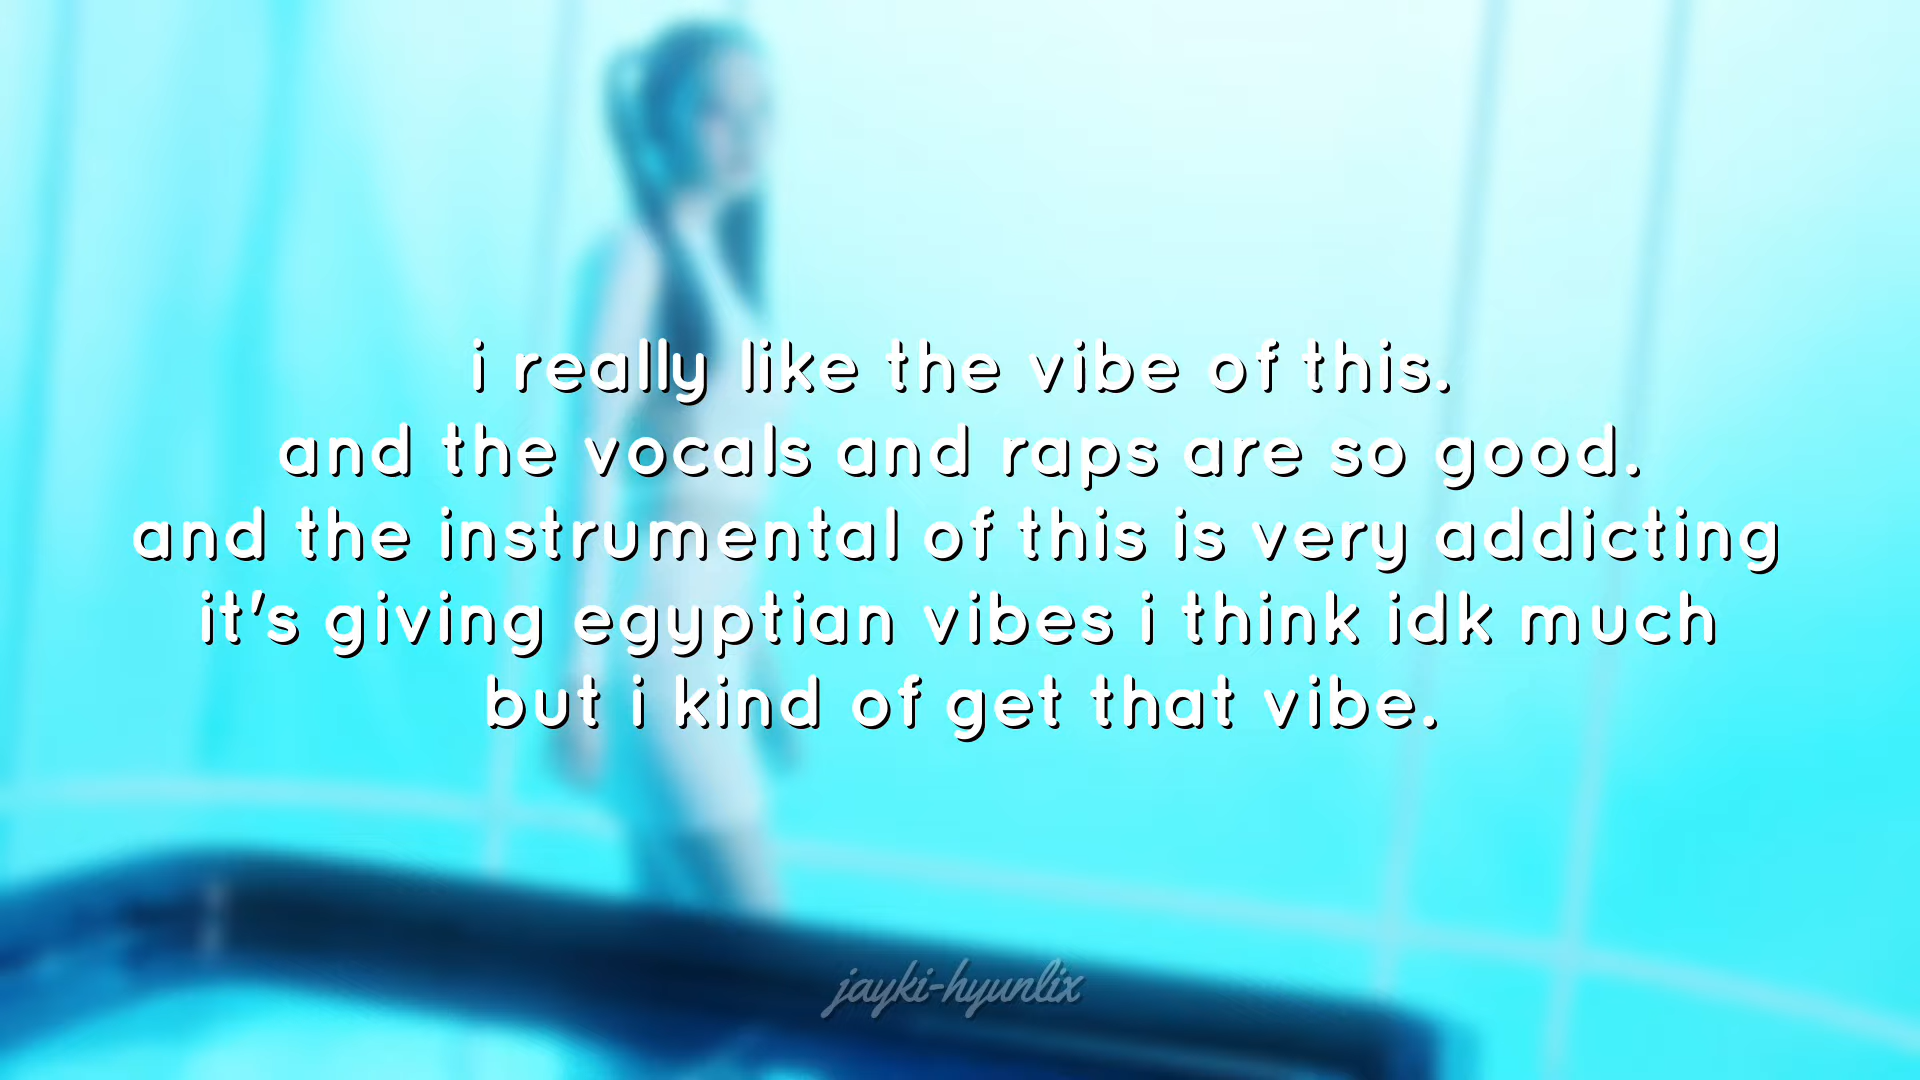 i really like the vibe of this.
and the vocals and raps are so good.
and the instrumental of this is very addicting
it's giving egyptian vibes i think idk much
but i kind of get that vibe.
jayki-hyunlix